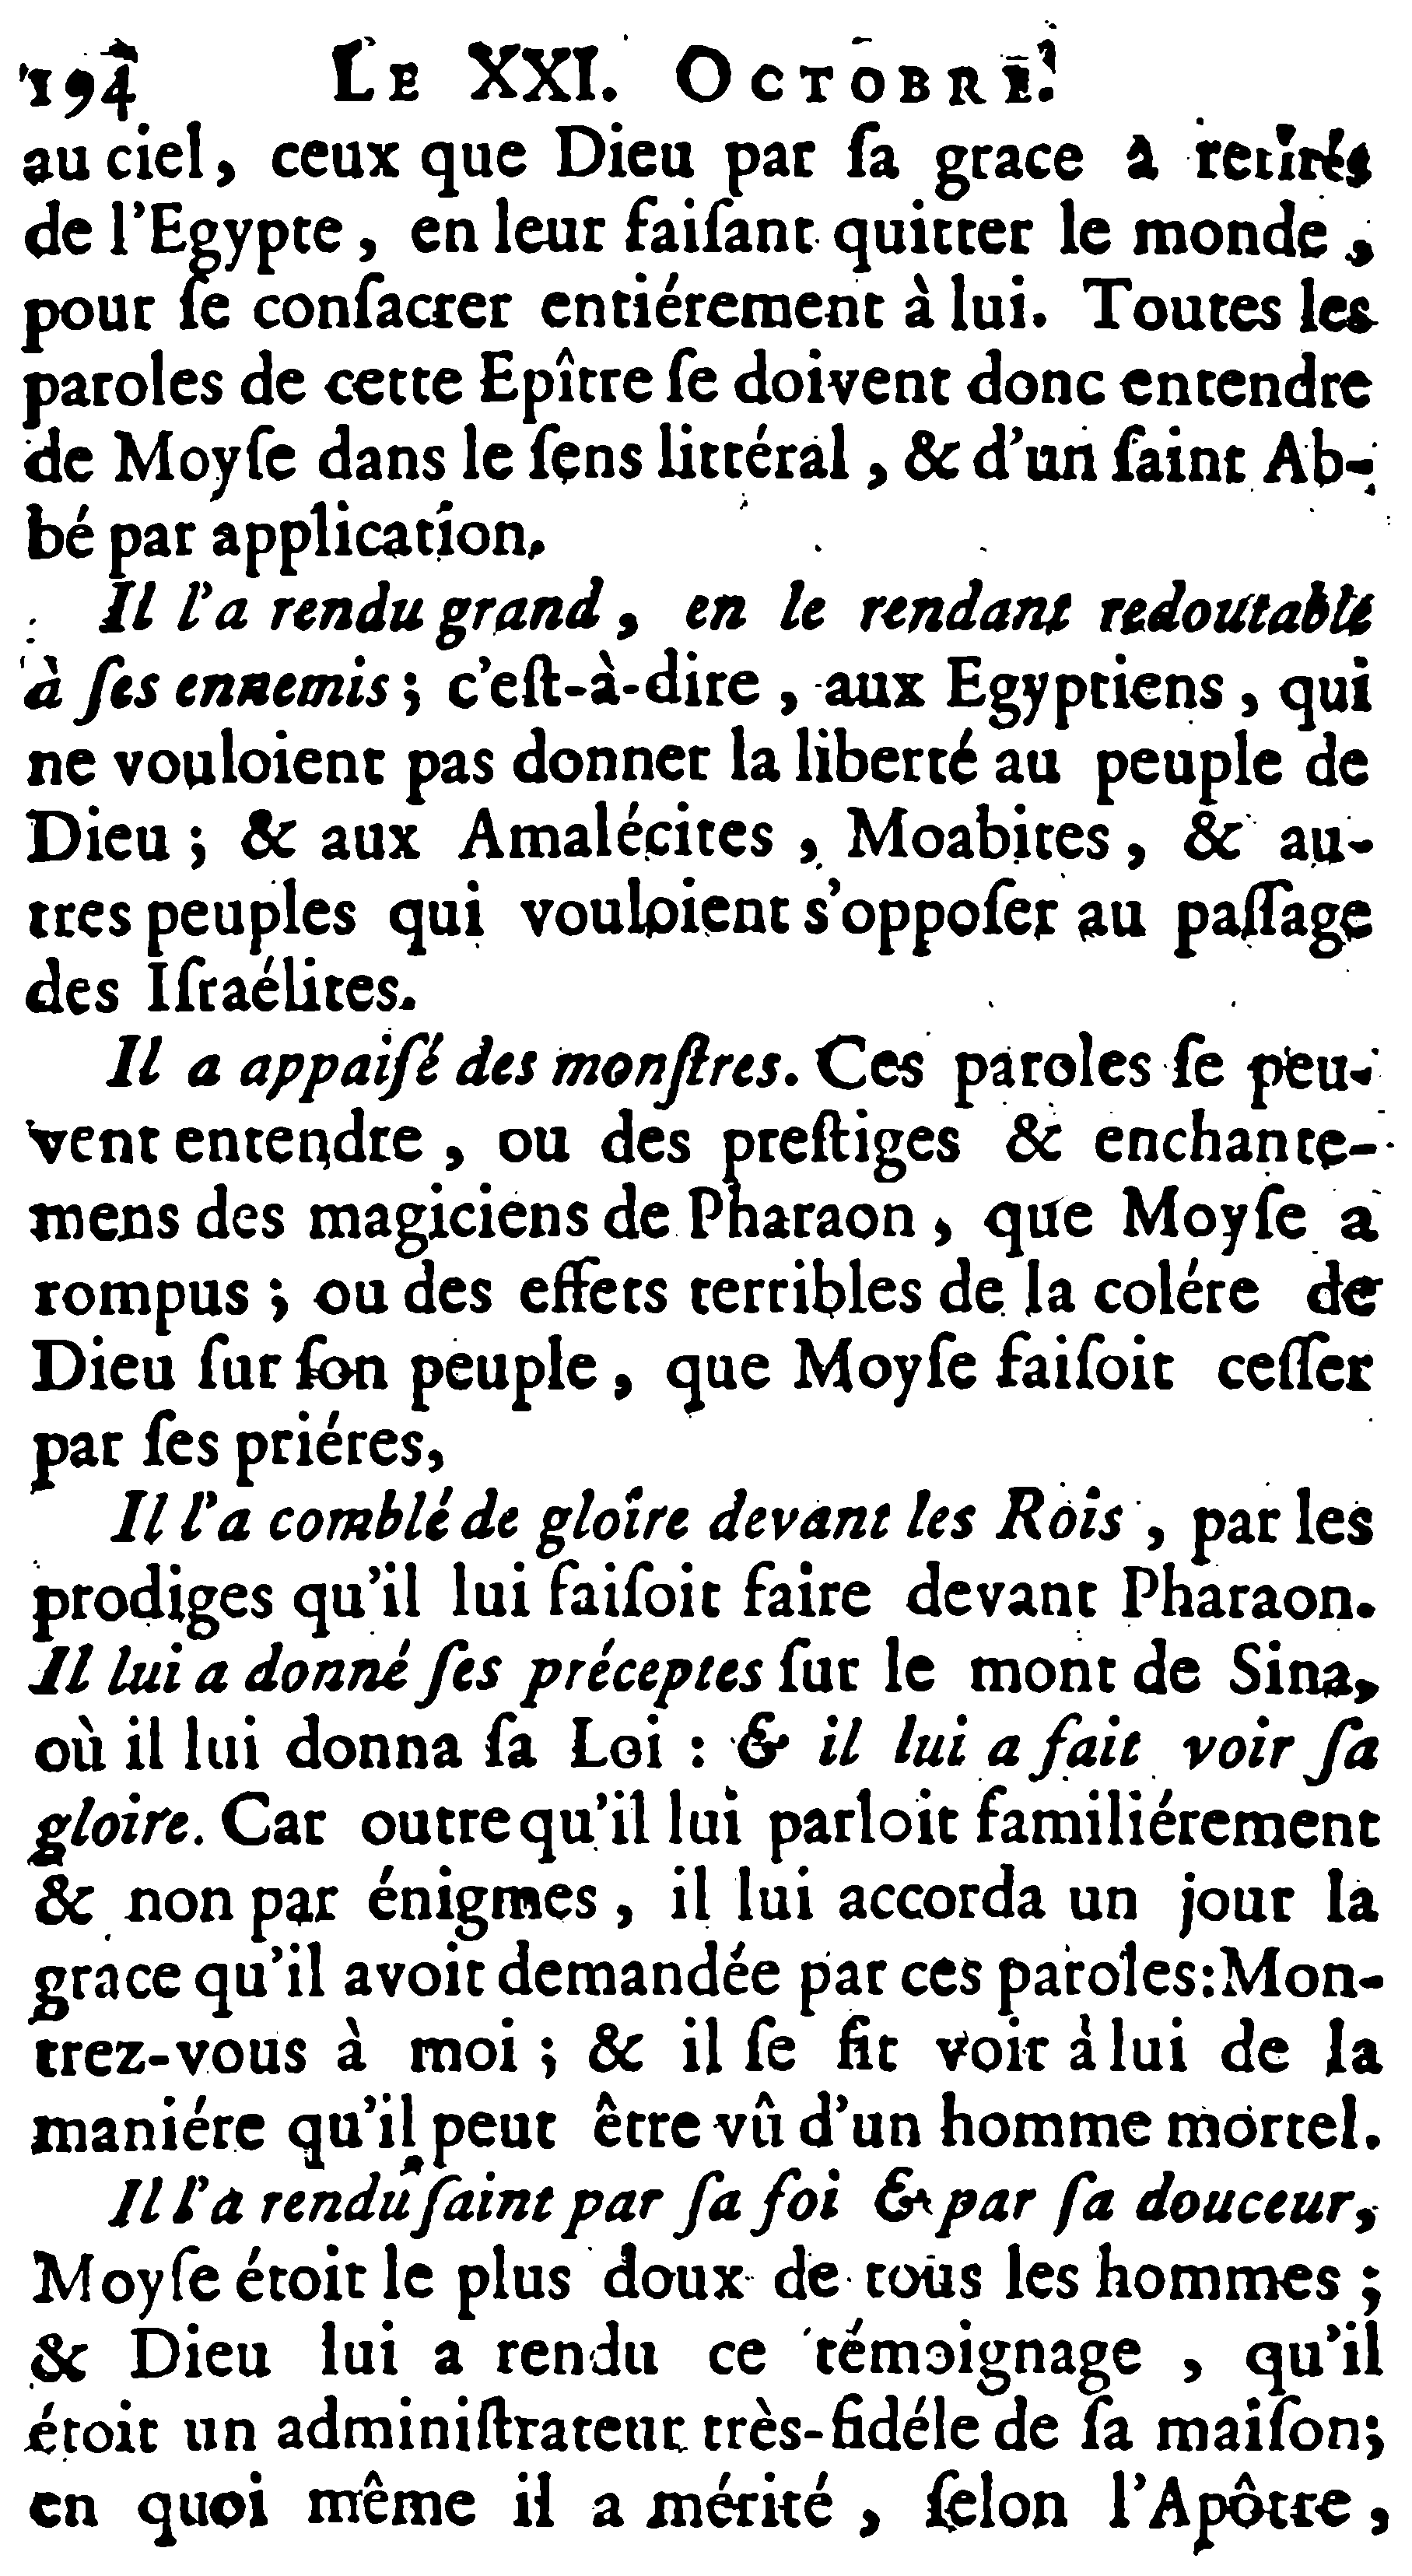 194 LE XXI. OCTOBRE.
au ciel, ceux que Dieu par ſa grace a retirés
de l'Egypte, en leur faiſant quitter le monde,
pour ſe conſacrer entiérement à lui. Toutes les
paroles de cette Epître ſe doivent donc entendre
de Moyſe dans le ſens littéral, & d'un ſaint Ab-
bé par application.
Il l'a rendu grand, en le rendant redoutable
à ſes ennemis; c'eſt-à-dire, aux Egyptiens, qui
ne vouloient pas donner la liberté au peuple de
Dieu; & aux Amalécites, Moabites, & au-
tres peuples qui vouloient s'oppoſer au paſſage
des Iſraélites.
Il a appaiſé des monſtres. Ces paroles ſe peu-
vent entendre, ou des preſtiges & enchante-
mens des magiciens de Pharaon, que Moyſe a
rompus; ou des effets terribles de la colére de
Dieu ſur ſon peuple, que Moyſe faiſoit ceſſer
par ſes priéres,
Il l'a comblé de gloire devant les Rois, par les
prodiges qu'il lui faiſoit faire devant Pharaon.
Il lui a donné ſes préceptes ſur le mont de Sina,
où il lui donna ſa Loi : & il lui a fait voir ſa
gloire. Car outre qu'il lui parloit familiérement
& non par énigmes, il lui accorda un jour la
grace qu'il avoit demandée par ces paroles: Mon-
trez-vous à moi; & il ſe fit voir à lui de la
maniére qu'il peut être vû d'un homme mortel.
Il l'a rendu ſaint par ſa foi & par ſa douceur,
Moyſe étoit le plus doux de tous les hommes;
& Dieu lui a rendu ce témoignage, qu'il
étoit un adminiſtrateur très-fidéle de ſa maiſon;
en quoi même il a mérité, ſelon l'Apôtre,